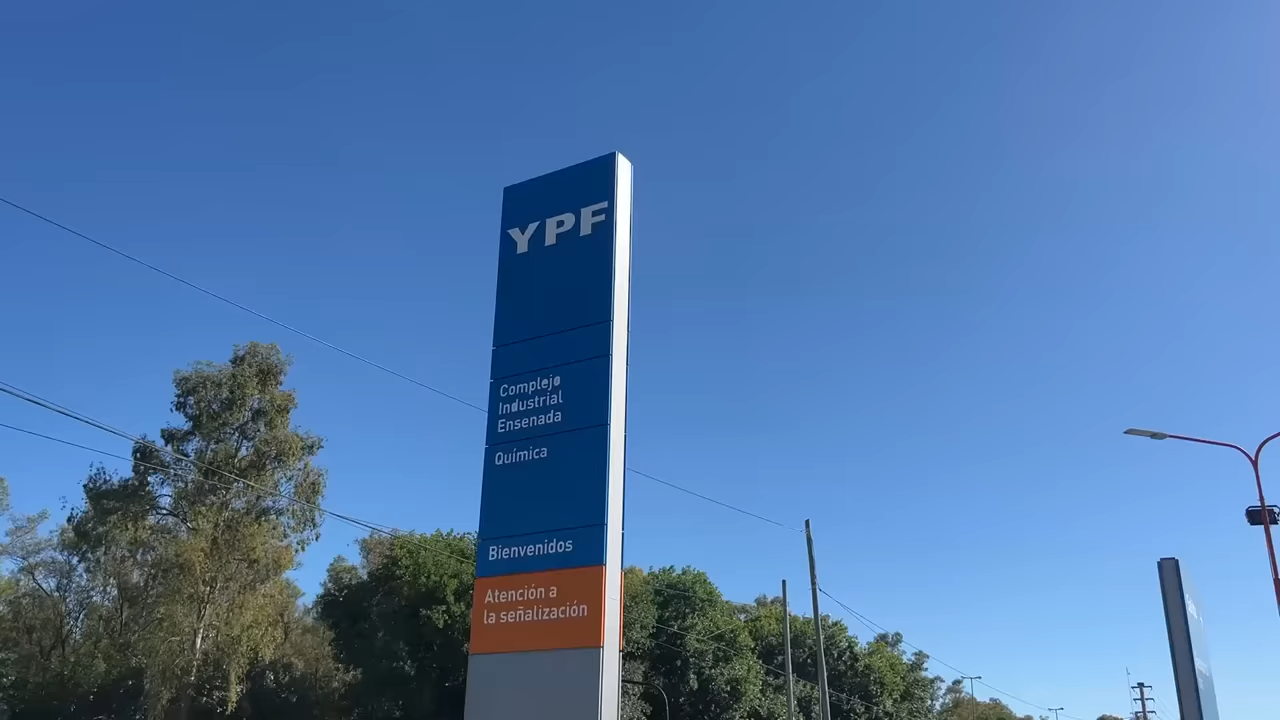 YPF
Complejo
Industrial
Ensenada
Química
Bienvenidos
Atención a
la señalización